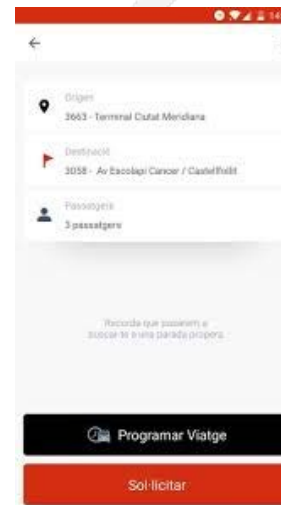 Origen
3663 - Terminal Ciutat Meridiana
Destinació
3058 - Av Escolapi Càncer / Castellfollit
Passatgers
3 passatgers
Recorda que passarem a
buscar-te a una parada propera.
Programar Viatge
Sol·licitar